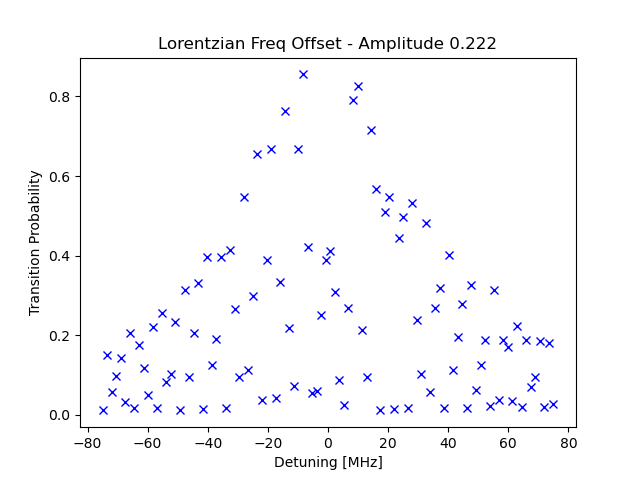 Lorentzian Freq Offset - Amplitude 0.222
Transition Probability
0.8
0.6
0.4
0.2
0.0
−80 −60 −40 −20 0 20 40 60 80
Detuning [MHz]